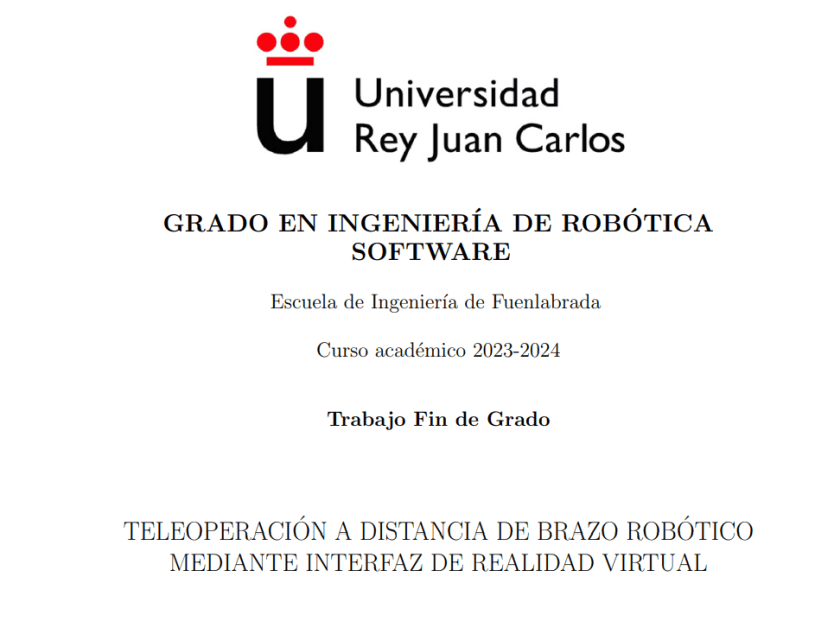 Universidad
Rey Juan Carlos
GRADO EN INGENIERÍA DE ROBÓTICA
SOFTWARE
Escuela de Ingeniería de Fuenlabrada
Curso académico 2023-2024
Trabajo Fin de Grado
TELEOPERACIÓN A DISTANCIA DE BRAZO ROBÓTICO
MEDIANTE INTERFAZ DE REALIDAD VIRTUAL